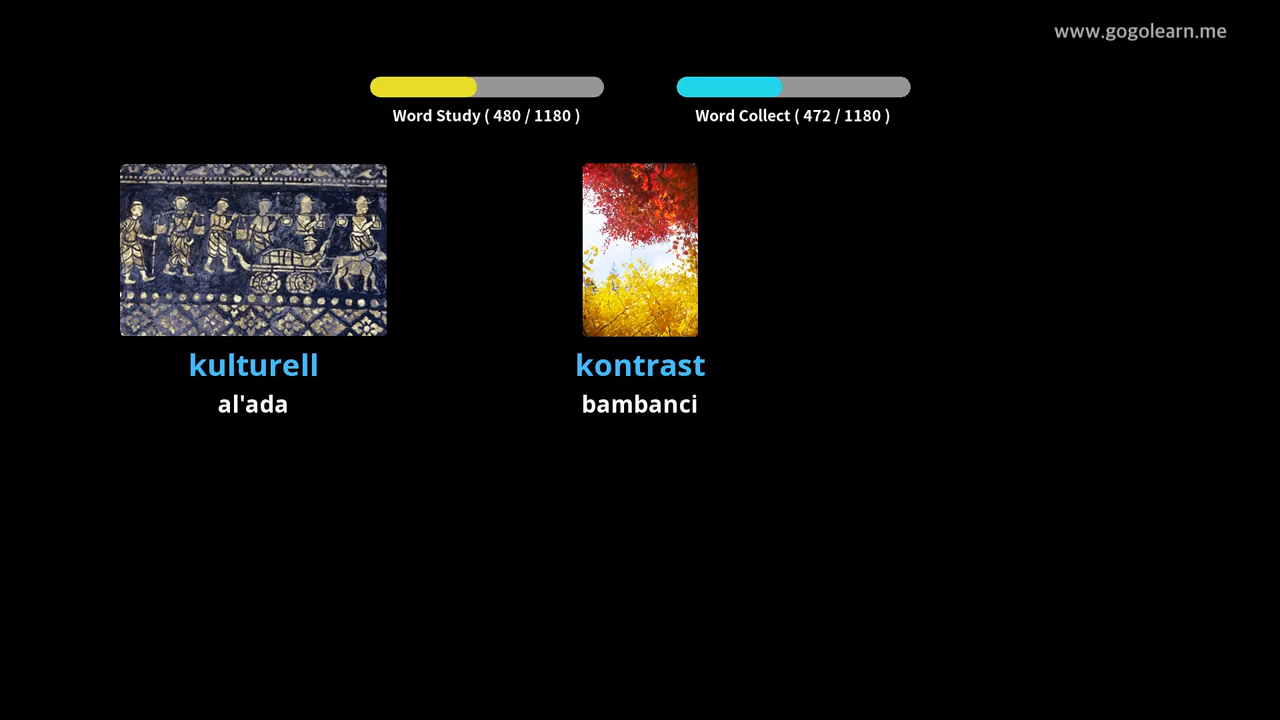 www.gogolearn.me
Word Study ( 480 / 1180 )
Word Collect ( 472 / 1180 )
kulturell
al'ada
kontrast
bambanci